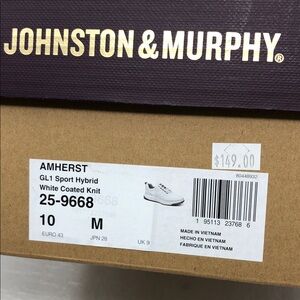 JOHNSTON & MURPHY®
$149.00
AMHERST
GL1 Sport Hybrid
White Coated Knit
25-9668
10 M
EURO 43 JPN 28 UK 9
1 95113 23768 6
MADE IN VIETNAM
HECHO EN VIETNAM
FABRIQUE EN VIETNAM